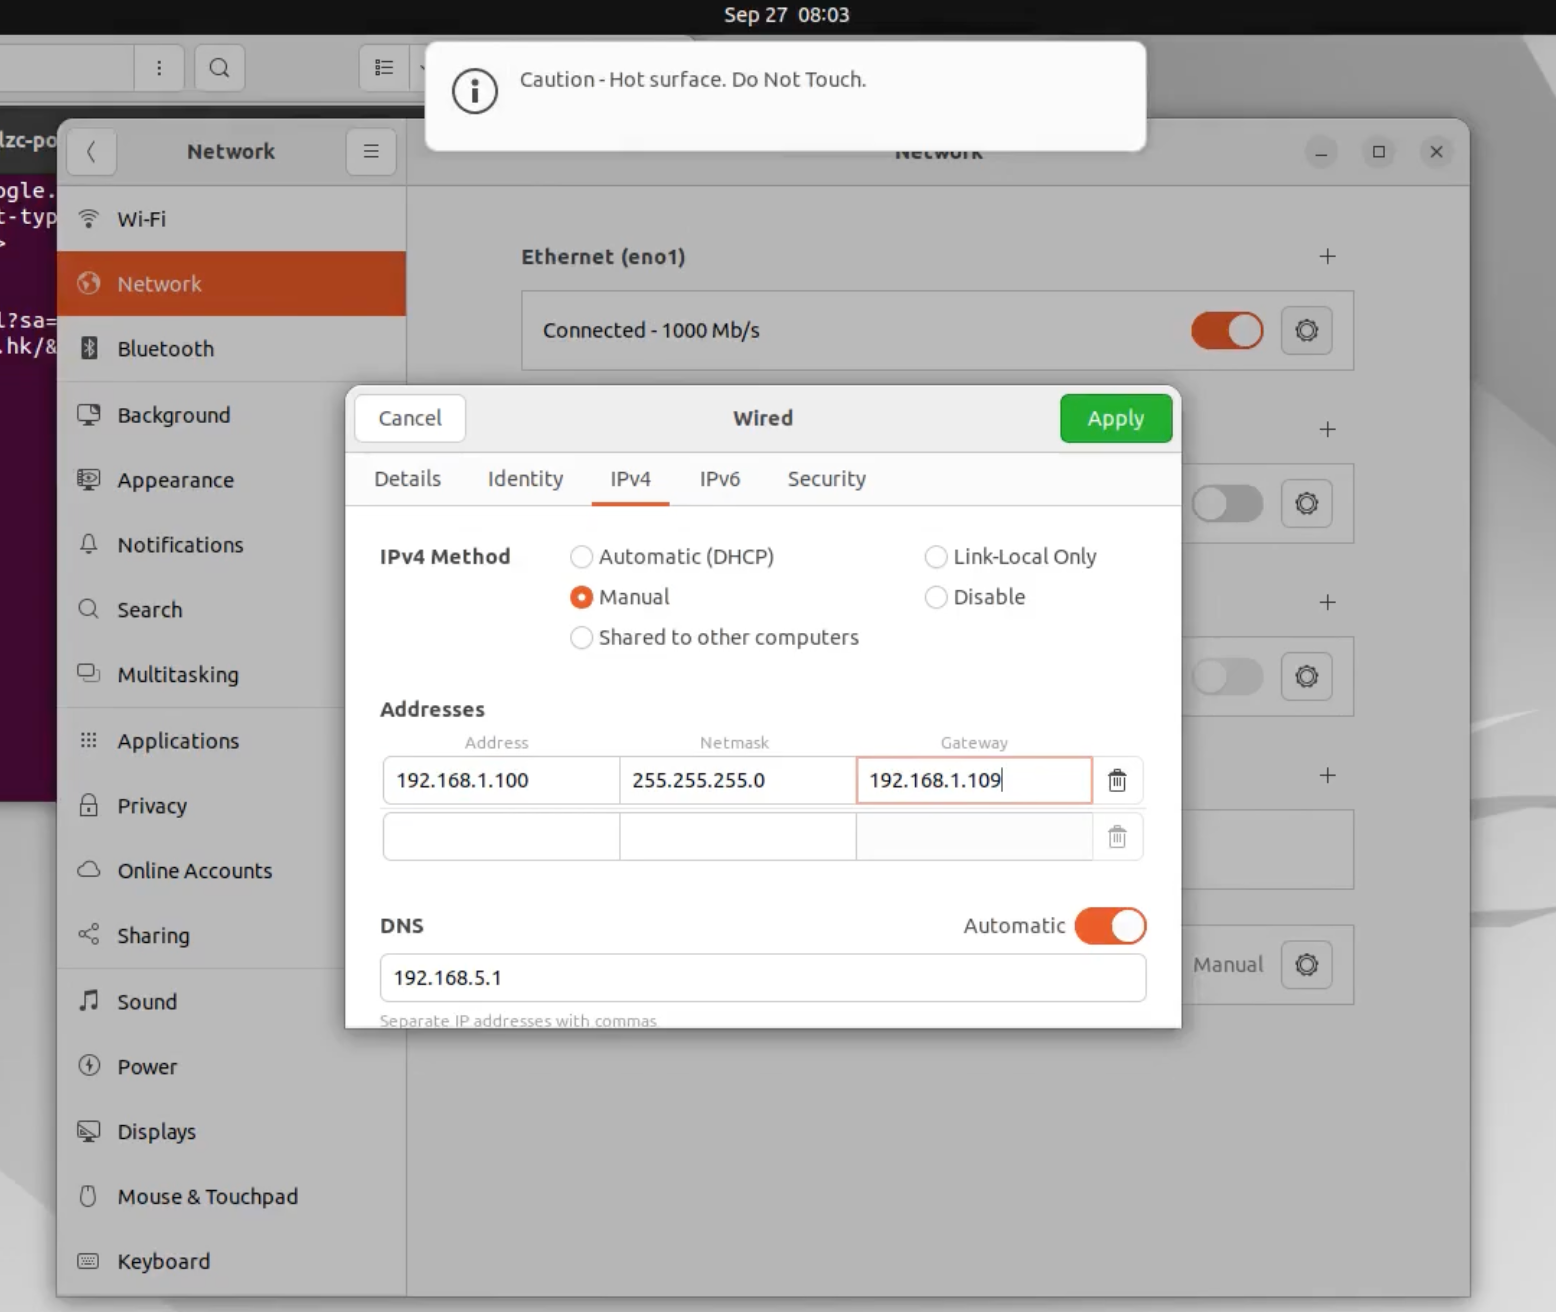 Sep 27 08:03
Caution - Hot surface. Do Not Touch.
lzc-po
ogle.
t-typ
>
l?sa=
.hk/&
Network
Network
Wi-Fi
Network
Bluetooth
Background
Appearance
Notifications
Search
Multitasking
Applications
Privacy
Online Accounts
Sharing
Sound
Power
Displays
Mouse & Touchpad
Keyboard
Ethernet (eno1)
Connected - 1000 Mb/s
Cancel
Wired
Apply
Details
Identity
IPv4
IPv6
Security
IPv4 Method
Automatic (DHCP)
Link-Local Only
Manual
Disable
Shared to other computers
Addresses
Address
Netmask
Gateway
192.168.1.100
255.255.255.0
192.168.1.109
DNS
Automatic
192.168.5.1
Separate IP addresses with commas
Manual